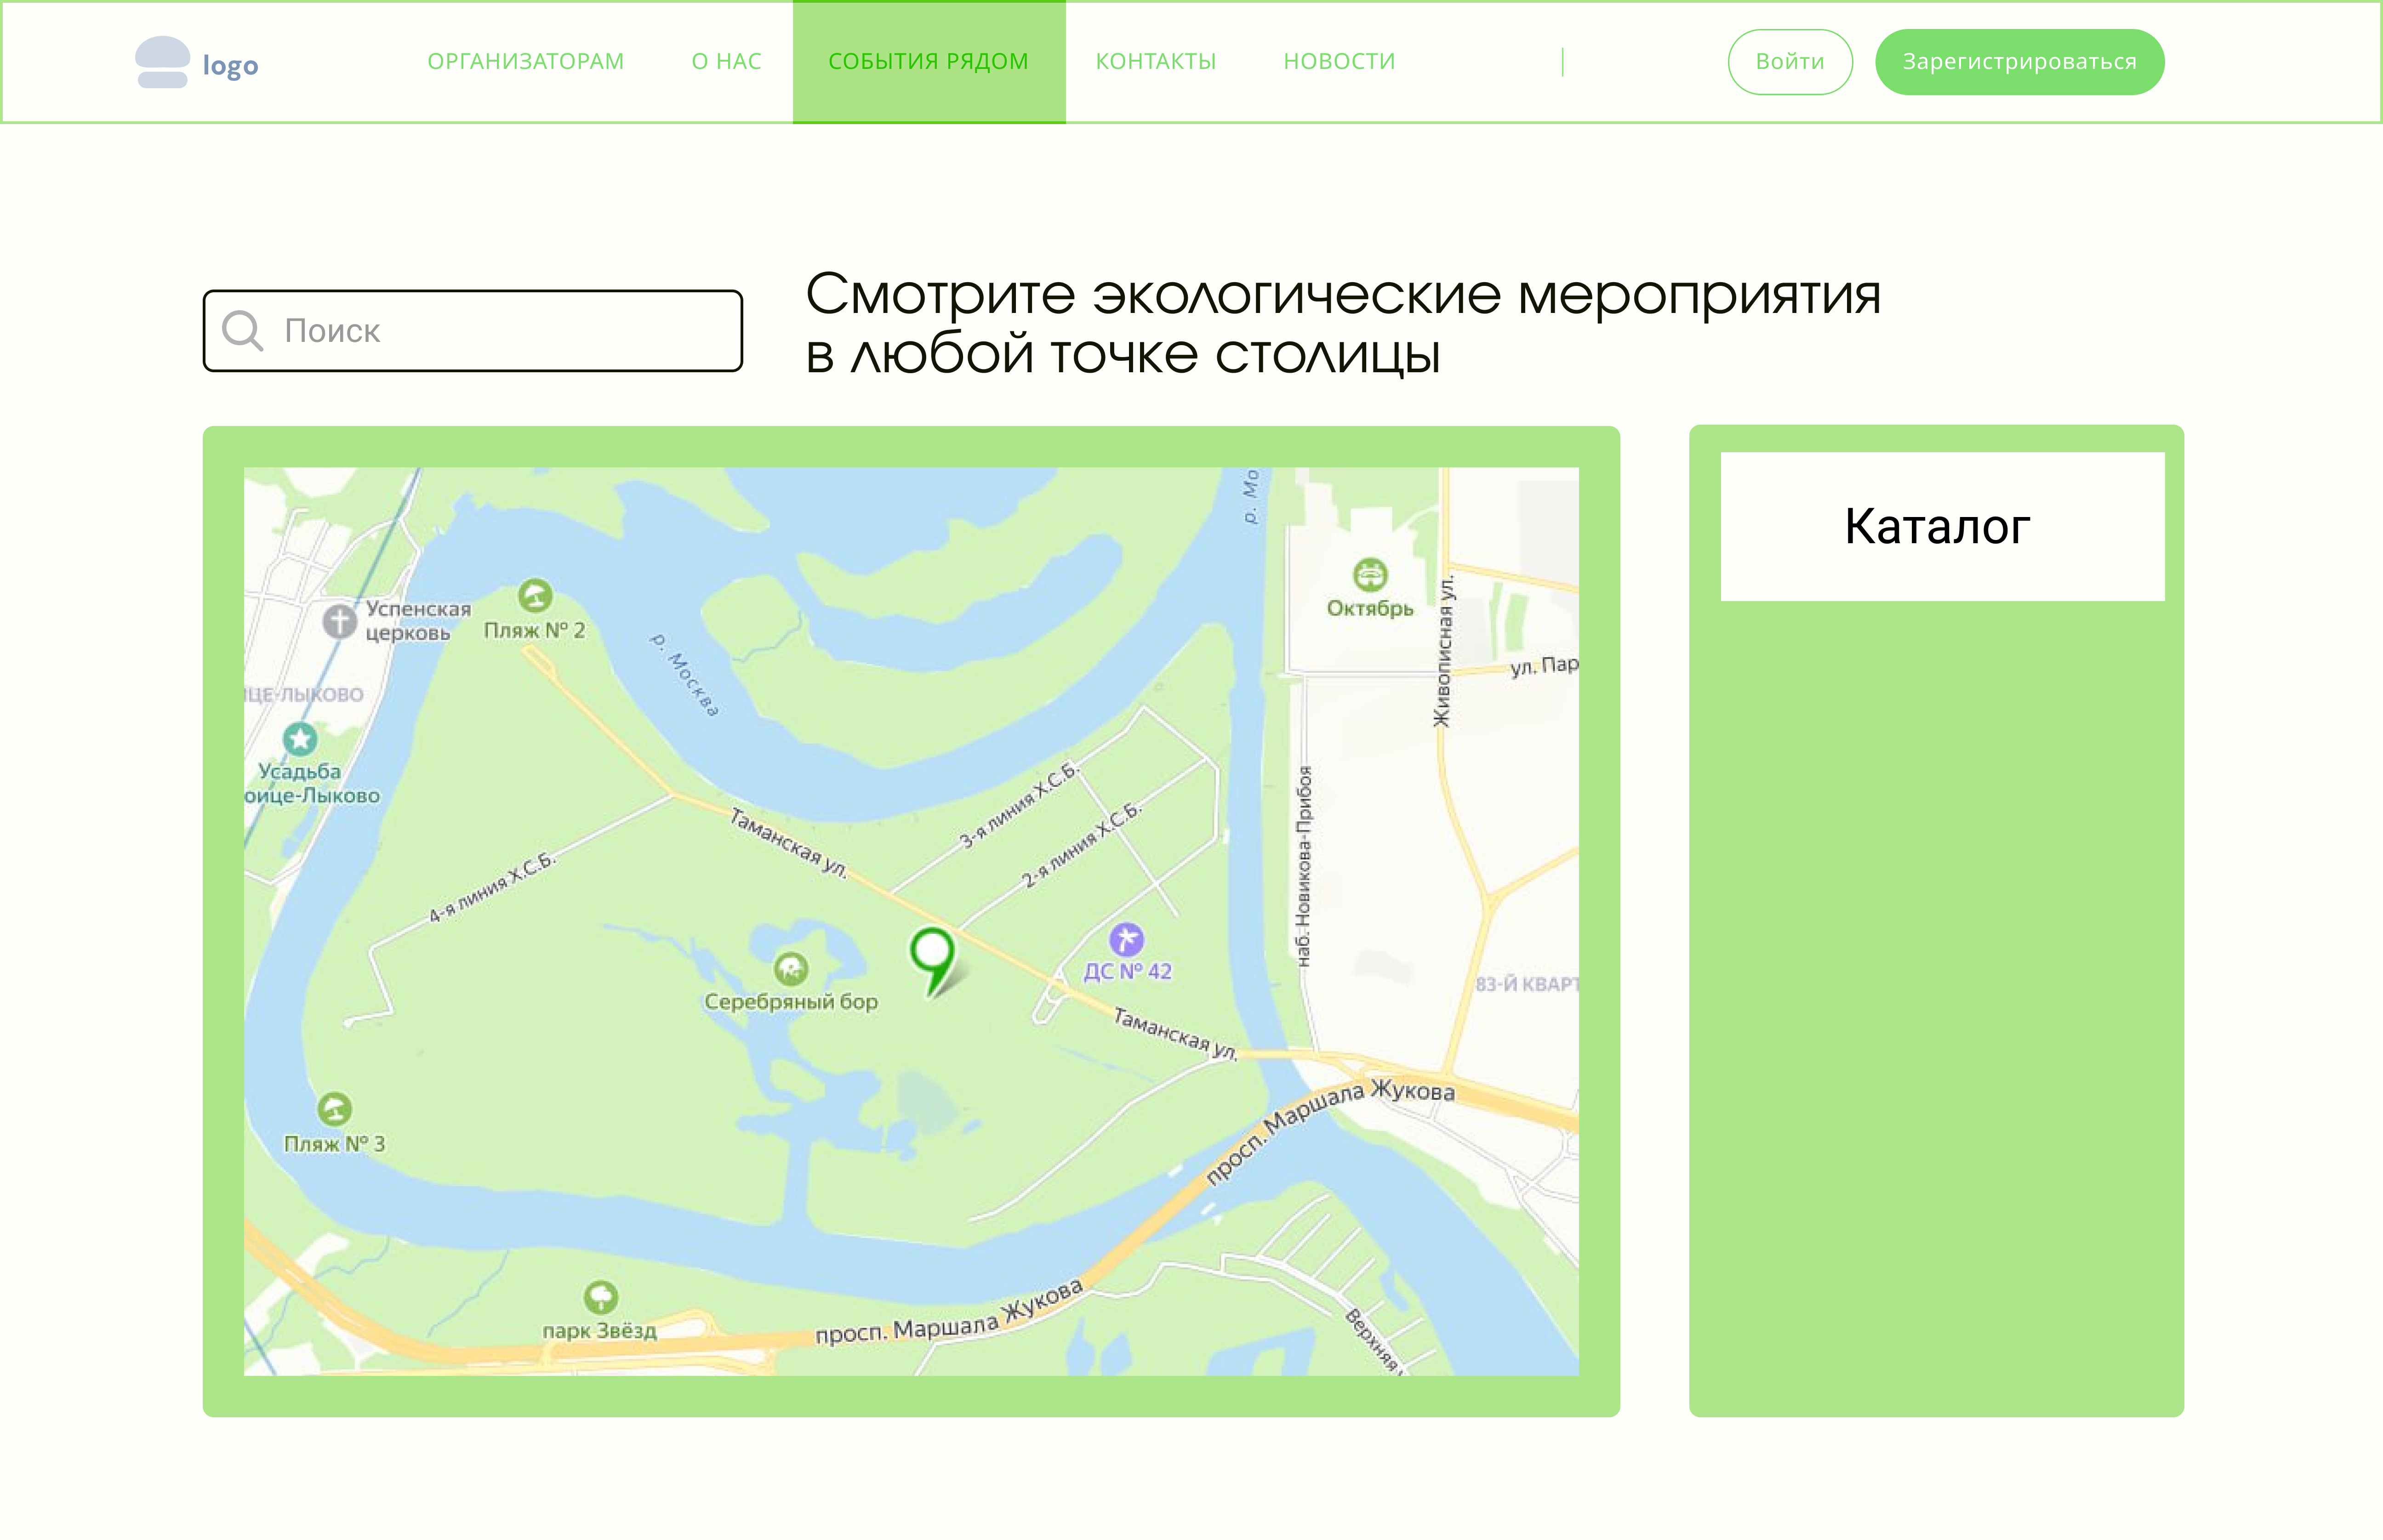 logo
ОРГАНИЗАТОРАМ
О НАС
СОБЫТИЯ РЯДОМ
КОНТАКТЫ
НОВОСТИ
Войти
Зарегистрироваться
Поиск
Смотрите экологические мероприятия
в любой точке столицы
Каталог
р. Мо
Октябрь
Успенская
церковь
Пляж № 2
р. Москва
Живописная ул.
ул. Пар
ИЦЕ-ЛЫКОВО
Усадьба
оице-Лыково
3-я линия Х.С.Б.
2-я линия Х.С.Б.
Таманская ул.
4-я линия Х.С.Б.
наб. Новикова-Прибоя
ДС № 42
Серебряный бор
83-Й КВАРТ
Таманская ул.
просп. Маршала Жукова
Пляж № 3
парк Звёзд
просп. Маршала Жукова
Верхняя